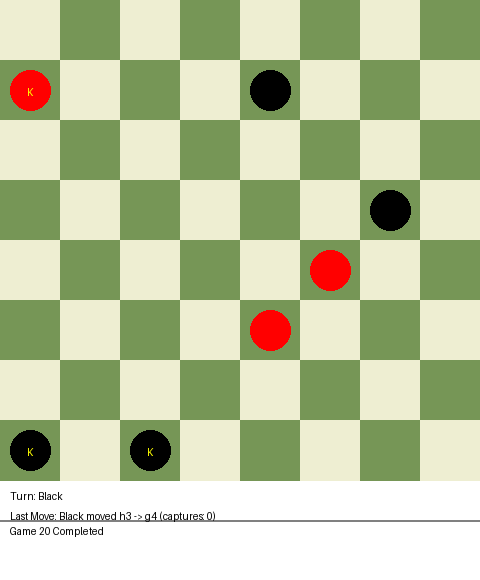 K
K
K
Turn: Black
Last Move: Black moved h3 -> g4 (captures: 0)
Game 20 Completed